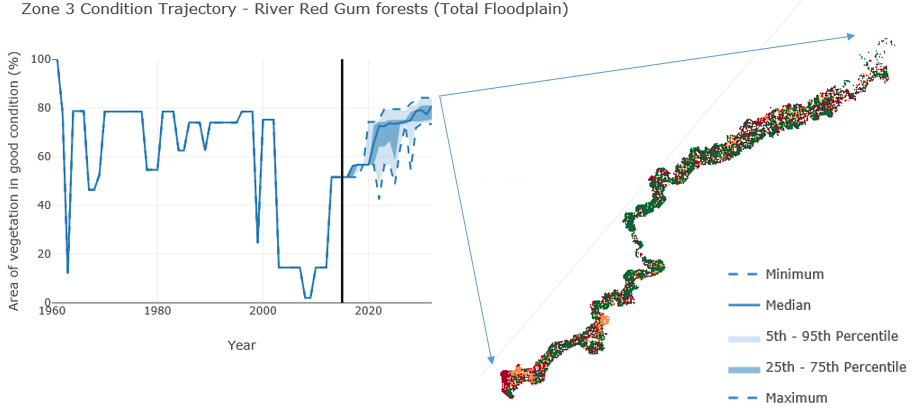 Zone 3 Condition Trajectory - River Red Gum forests (Total Floodplain)
Area of vegetation in good condition (%)
100
80
60
40
20
0
1960
1980
2000
2020
Year
Minimum
Median
5th - 95th Percentile
25th - 75th Percentile
Maximum